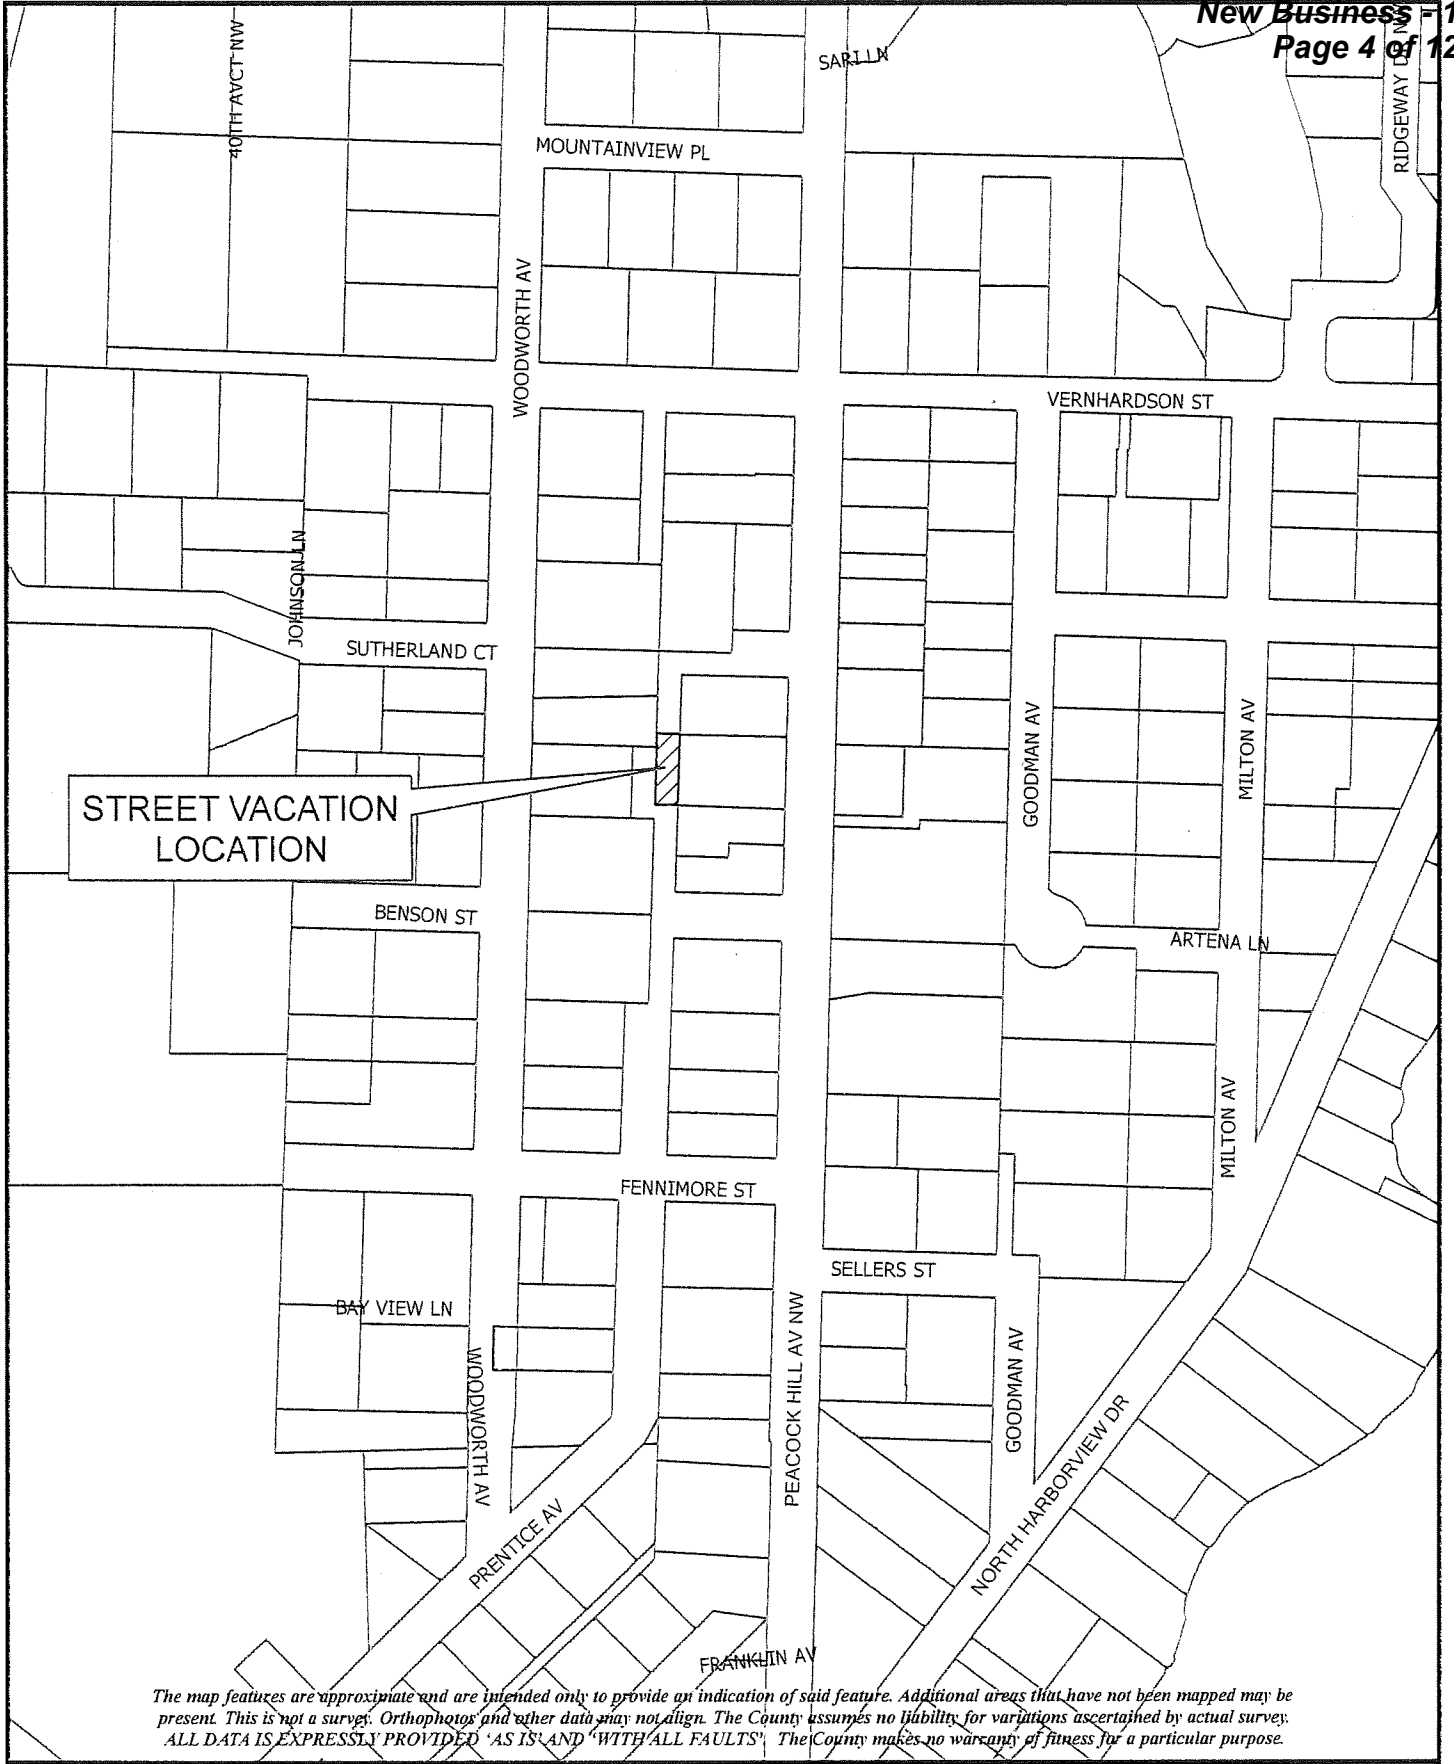 New Business - 1
Page 4 of 12
40TH AVCT NW
SARI LN
RIDGEWAY DR NW
MOUNTAINVIEW PL
WOODWORTH AV
VERNHARDSON ST
JOHNSON LN
SUTHERLAND CT
GOODMAN AV
MILTON AV
STREET VACATION
LOCATION
BENSON ST
ARTENA LN
MILTON AV
FENNIMORE ST
SELLERS ST
BAY VIEW LN
WOODWORTH AV
PEACOCK HILL AV NW
GOODMAN AV
NORTH HARBORVIEW DR
PRENTICE AV
FRANKLIN AV
The map features are approximate and are intended only to provide an indication of said feature. Additional areas that have not been mapped may be
present. This is not a survey. Orthophotos and other data may not align. The County assumes no liability for variations ascertained by actual survey.
ALL DATA IS EXPRESSLY PROVIDED 'AS IS' AND 'WITH ALL FAULTS'. The County makes no warranty of fitness for a particular purpose.